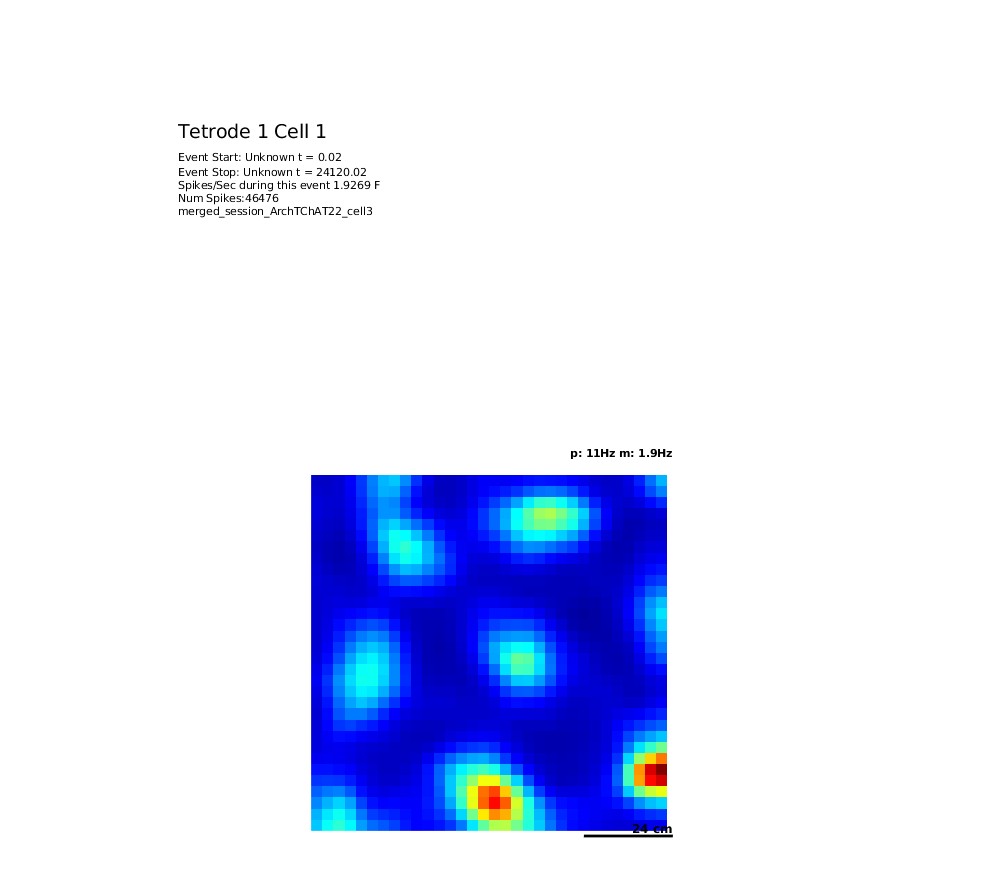 Tetrode 1 Cell 1
Event Start: Unknown t = 0.02
Event Stop: Unknown t = 24120.02
Spikes/Sec during this event 1.9269 F
Num Spikes:46476
merged_session_ArchTChAT22_cell3
p: 11Hz m: 1.9Hz
24 cm